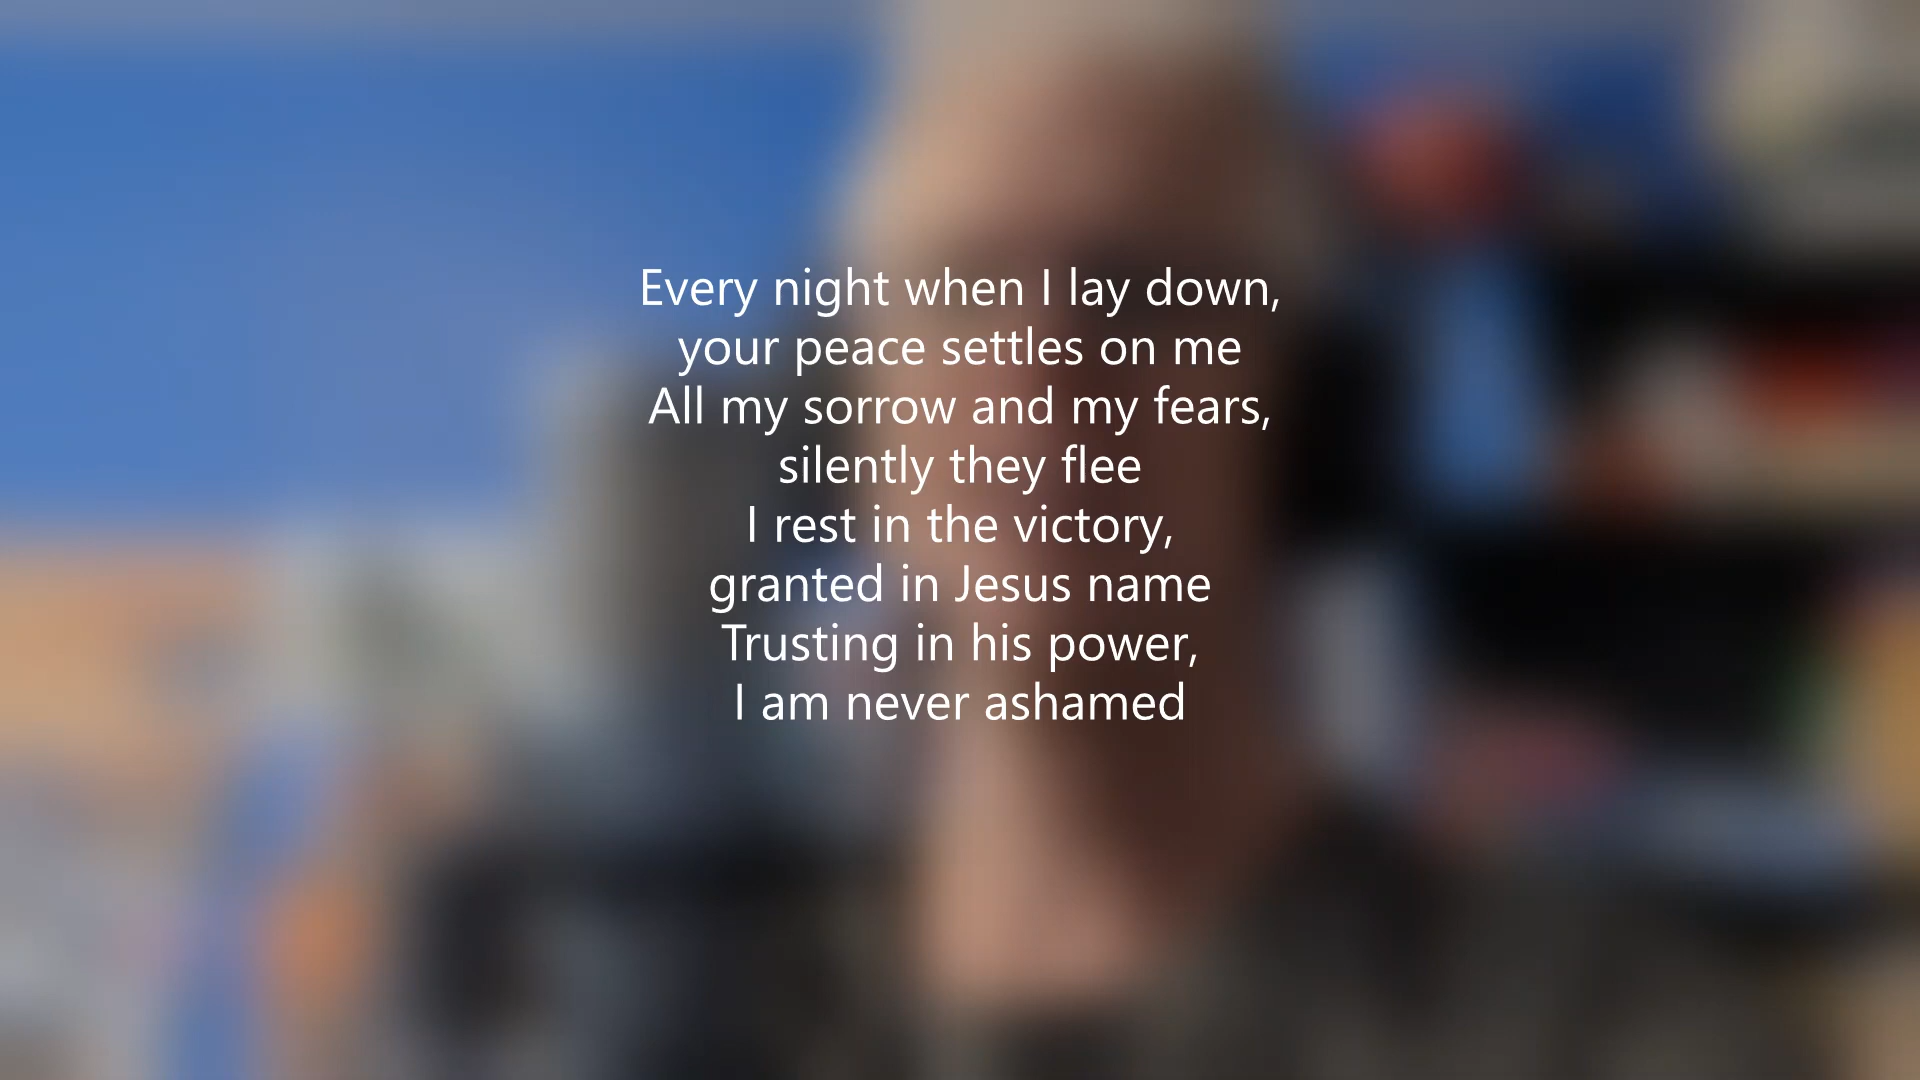 Every night when I lay down,
your peace settles on me
All my sorrow and my fears,
silently they flee
I rest in the victory,
granted in Jesus name
Trusting in his power,
I am never ashamed